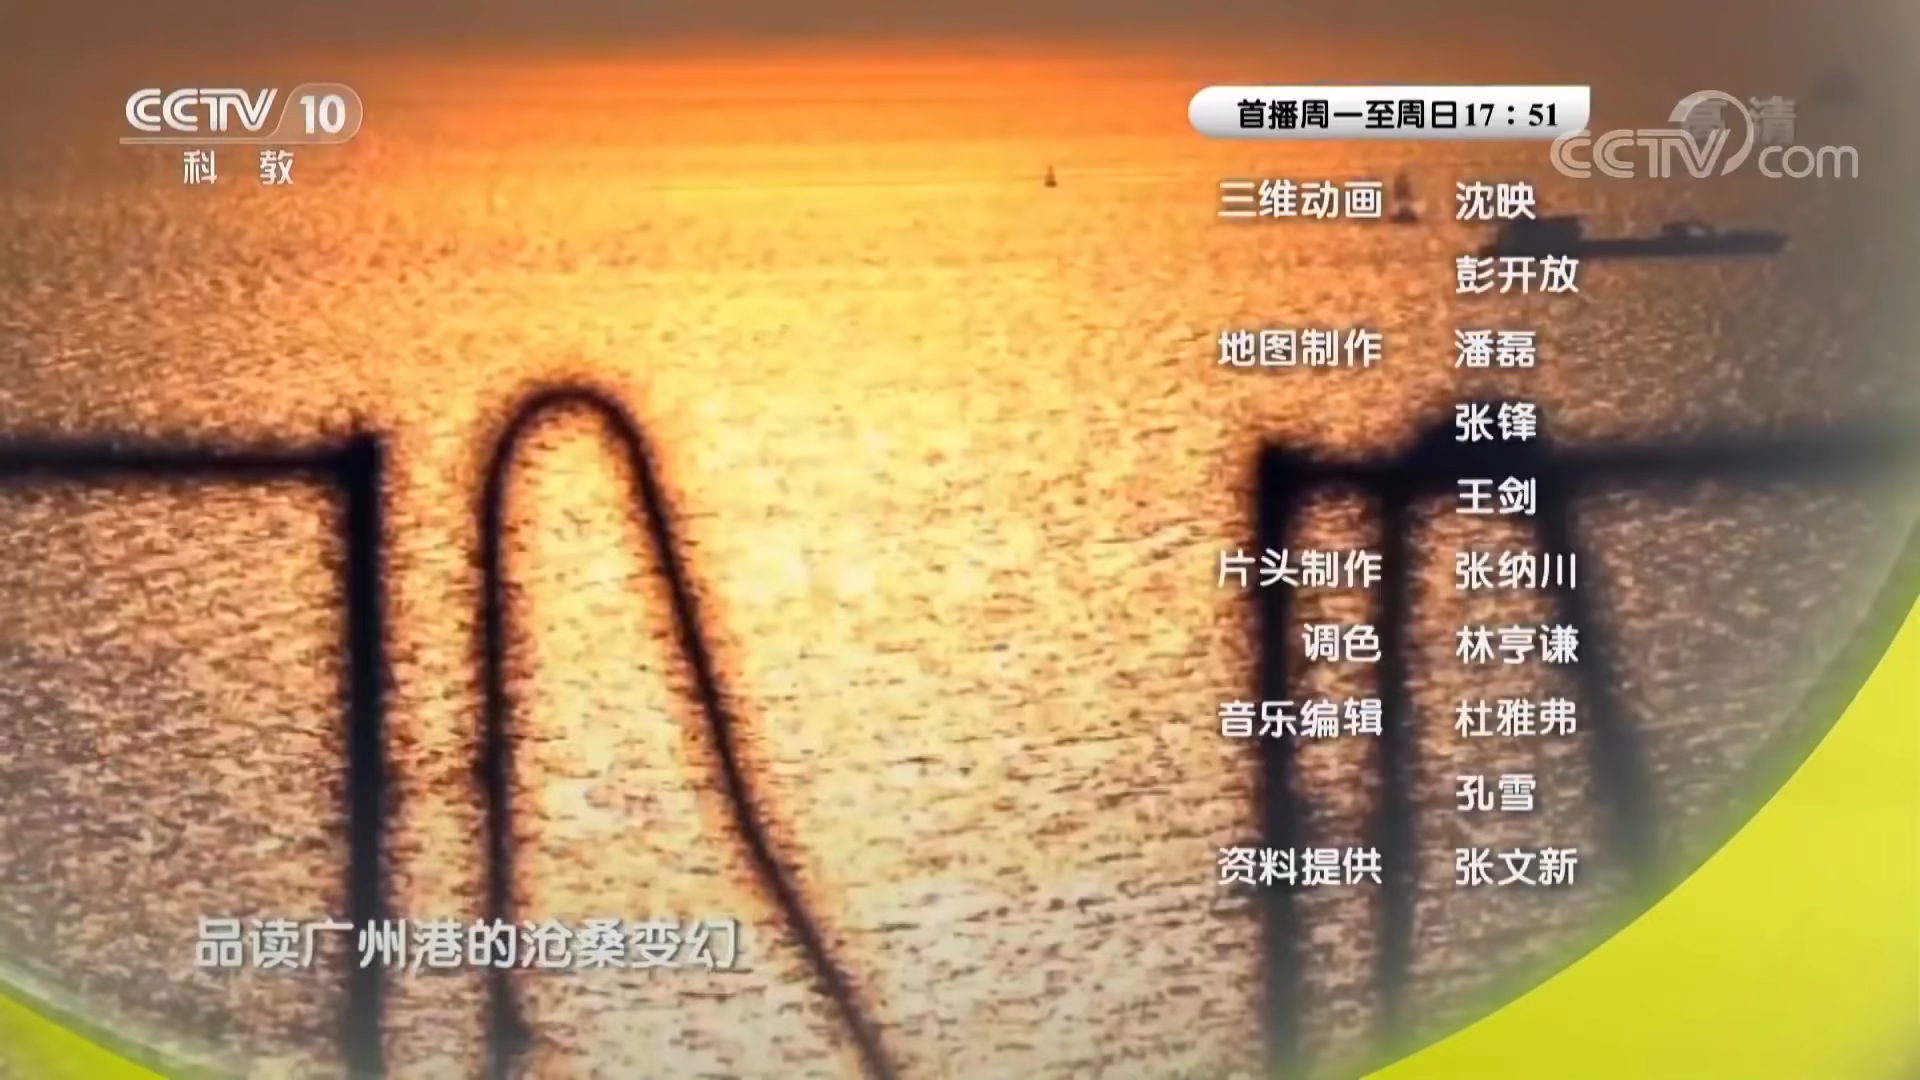 CCTV 10
科 教
首播周一至周日17：51
高清
CCTV com
三维动画 沈映
彭开放
地图制作 潘磊
张锋
王剑
片头制作 张纳川
调色 林亨谦
音乐编辑 杜雅弗
孔雪
资料提供 张文新
品读广州港的沧桑变幻